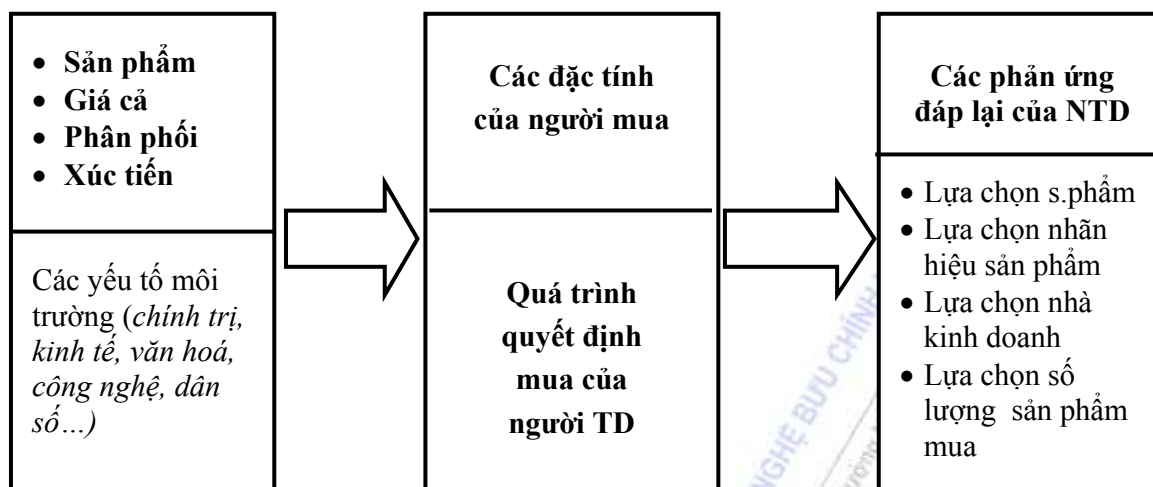 • Sản phẩm
• Giá cả
• Phân phối
• Xúc tiến
Các yếu tố môi
trường (chính trị,
kinh tế, văn hoá,
công nghệ, dân
số…)
Các đặc tính
của người mua
Quá trình
quyết định
mua của
người TD
Các phản ứng
đáp lại của NTD
• Lựa chọn s.phẩm
• Lựa chọn nhãn
hiệu sản phẩm
• Lựa chọn nhà
kinh doanh
• Lựa chọn số
lượng sản phẩm
mua
NGHỆ BƯU CHÍNH